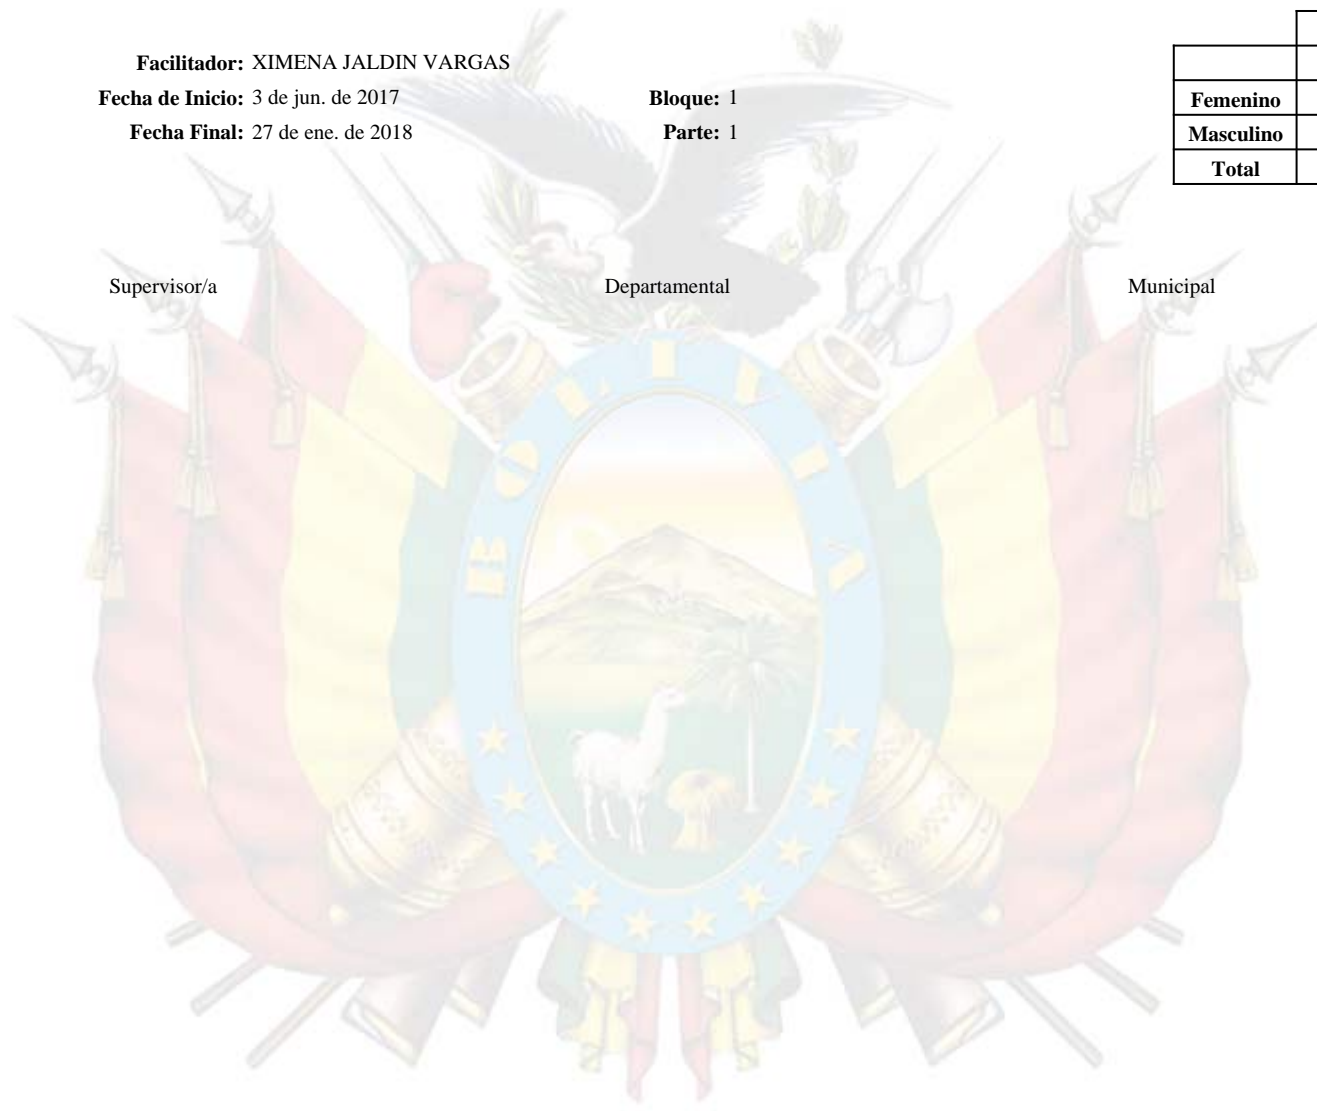 Facilitador: XIMENA JALDIN VARGAS
Fecha de Inicio: 3 de jun. de 2017 Bloque: 1
Fecha Final: 27 de ene. de 2018 Parte: 1
Femenino
Masculino
Total
Supervisor/a Departamental Municipal
BOLIVIA